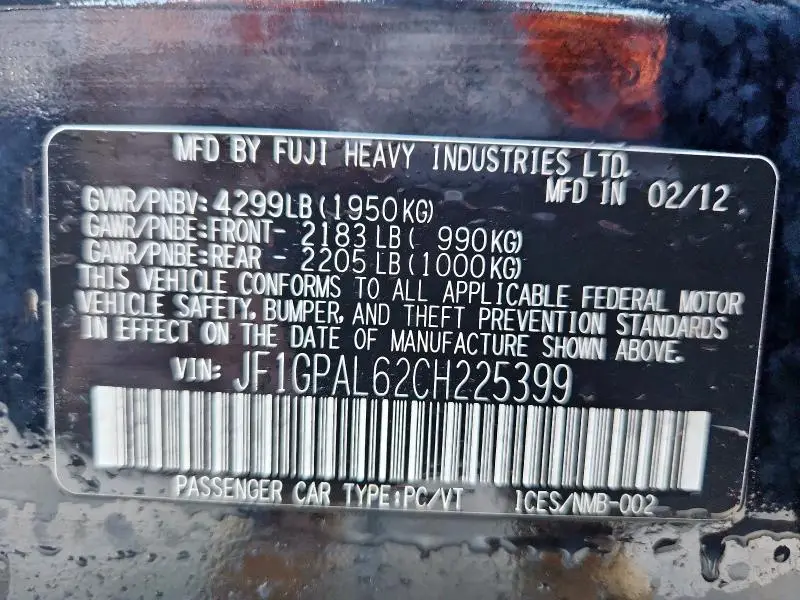 MFD BY FUJI HEAVY INDUSTRIES LTD.
MFD IN 02/12
GVWR/PNBV: 4299LB (1950KG)
GAWR/PNBE: FRONT- 2183 LB ( 990KG)
GAWR/PNBE: REAR - 2205 LB (1000KG)
THIS VEHICLE CONFORMS TO ALL APPLICABLE FEDERAL MOTOR
VEHICLE SAFETY, BUMPER, AND THEFT PREVENTION STANDARDS
IN EFFECT ON THE DATE OF MANUFACTURE SHOWN ABOVE.
VIN: JF1GPAL62CH225399
PASSENGER CAR TYPE: PC/VT ICES/NMB-002